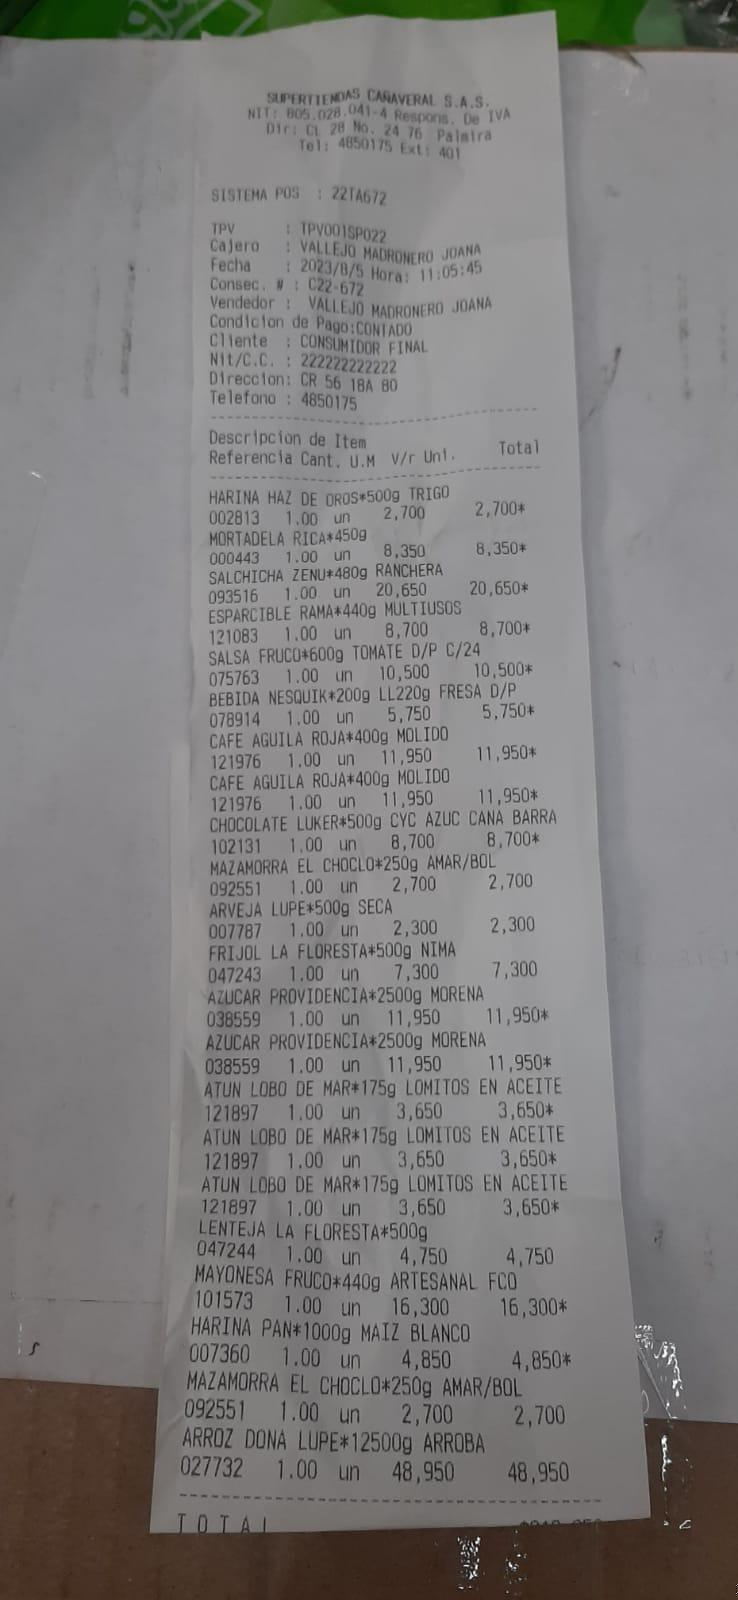 SUPERTIENDAS CAÑAVERAL S.A.S.
NIT: 805.028.041-4 Respons. De IVA
Dir: CL 28 No. 24 76 Palmira
Tel: 4850175 Ext: 401
SISTEMA POS : 22TA672
TPV : TPV001SP022
Cajero : VALLEJO MADRONERO JOANA
Fecha : 2023/8/5 Hora: 11:05:45
Consec. # : C22-672
Vendedor : VALLEJO MADRONERO JOANA
Condicion de Pago:CONTADO
Cliente : CONSUMIDOR FINAL
Nit/C.C. : 222222222222
Direccion: CR 56 18A 80
Telefono : 4850175
Descripcion de Item
Referencia Cant. U.M V/r Uni. Total
HARINA HAZ DE OROS*500g TRIGO
002813 1.00 un 2,700 2,700*
MORTADELA RICA*450g
000443 1.00 un 8,350 8,350*
SALCHICHA ZENU*480g RANCHERA
093516 1.00 un 20,650 20,650*
ESPARCIBLE RAMA*440g MULTIUSOS
121083 1.00 un 8,700 8,700*
SALSA FRUCO*600g TOMATE D/P C/24
075763 1.00 un 10,500 10,500*
BEBIDA NESQUIK*200g LL220g FRESA D/P
078914 1.00 un 5,750 5,750*
CAFE AGUILA ROJA*400g MOLIDO
121976 1.00 un 11,950 11,950*
CAFE AGUILA ROJA*400g MOLIDO
121976 1.00 un 11,950 11,950*
CHOCOLATE LUKER*500g CYC AZUC CANA BARRA
102131 1.00 un 8,700 8,700*
MAZAMORRA EL CHOCLO*250g AMAR/BOL
092551 1.00 un 2,700 2,700
ARVEJA LUPE*500g SECA
007787 1.00 un 2,300 2,300
FRIJOL LA FLORESTA*500g NIMA
047243 1.00 un 7,300 7,300
AZUCAR PROVIDENCIA*2500g MORENA
038559 1.00 un 11,950 11,950*
AZUCAR PROVIDENCIA*2500g MORENA
038559 1.00 un 11,950 11,950*
ATUN LOBO DE MAR*175g LOMITOS EN ACEITE
121897 1.00 un 3,650 3,650*
ATUN LOBO DE MAR*175g LOMITOS EN ACEITE
121897 1.00 un 3,650 3,650*
ATUN LOBO DE MAR*175g LOMITOS EN ACEITE
121897 1.00 un 3,650 3,650*
LENTEJA LA FLORESTA*500g
047244 1.00 un 4,750 4,750
MAYONESA FRUCO*440g ARTESANAL FCO
101573 1.00 un 16,300 16,300*
HARINA PAN*1000g MAIZ BLANCO
007360 1.00 un 4,850 4,850*
MAZAMORRA EL CHOCLO*250g AMAR/BOL
092551 1.00 un 2,700 2,700
ARROZ DONA LUPE*12500g ARROBA
027732 1.00 un 48,950 48,950
TOTAL